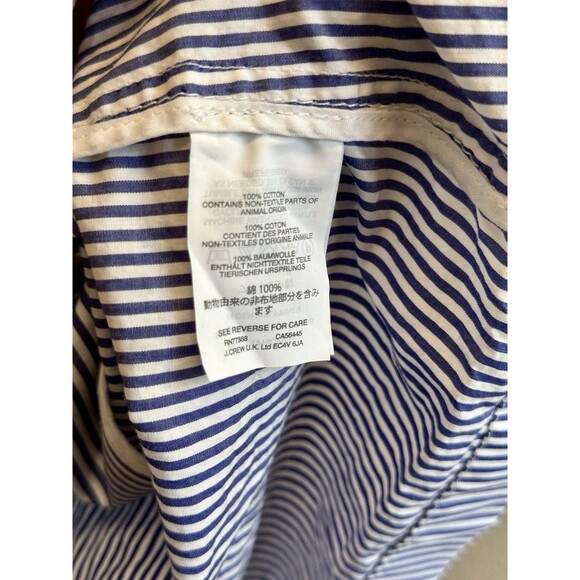 100% COTTON
CONTAINS NON-TEXTILE PARTS OF
ANIMAL ORIGIN
100% COTON
CONTIENT DES PARTIES
NON-TEXTILES D'ORIGINE ANIMALE
100% BAUMWOLLE
ENTHÄLT NICHTTEXTILE TEILE
TIERISCHEN URSPRUNGS
綿 100%
動物由来の非布地部分を含み
ます
SEE REVERSE FOR CARE
RN77388 CA56445
J.CREW U.K. Ltd EC4V 6JA